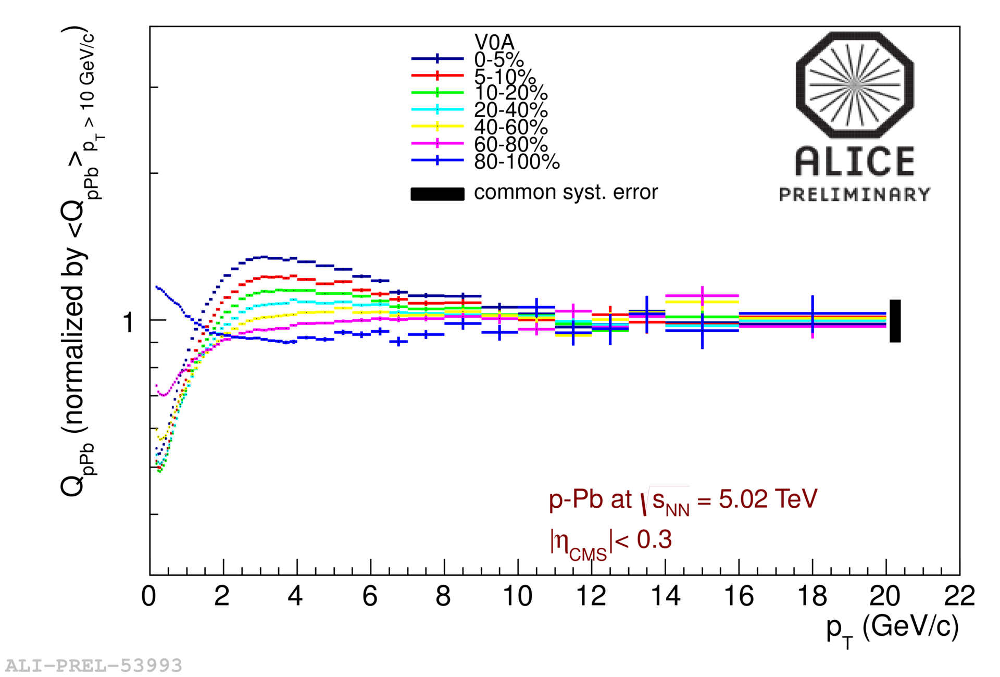 Q_pPb (normalized by <Q_pPb>_p_T > 10 GeV/c)
V0A
0-5%
5-10%
10-20%
20-40%
40-60%
60-80%
80-100%
common syst. error
ALICE
PRELIMINARY
1
p-Pb at √s_NN = 5.02 TeV
|η_CMS|< 0.3
0 2 4 6 8 10 12 14 16 18 20 22
p_T (GeV/c)
ALI-PREL-53993